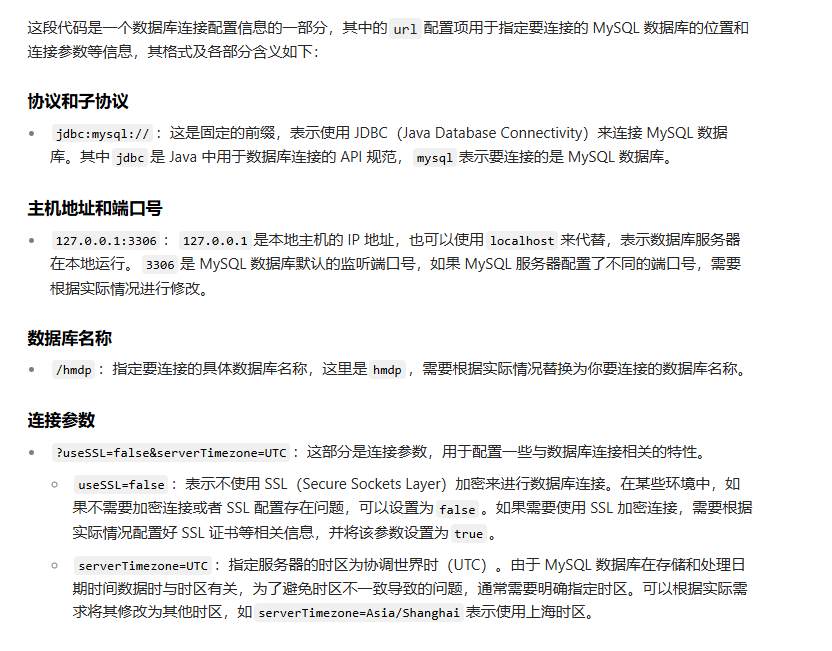 这段代码是一个数据库连接配置信息的一部分，其中的 url 配置项用于指定要连接的 MySQL 数据库的位置和
连接参数等信息，其格式及各部分含义如下：
协议和子协议
• jdbc:mysql:// ：这是固定的前缀，表示使用 JDBC（Java Database Connectivity）来连接 MySQL 数据
库。其中 jdbc 是 Java 中用于数据库连接的 API 规范， mysql 表示要连接的是 MySQL 数据库。
主机地址和端口号
• 127.0.0.1:3306 ： 127.0.0.1 是本地主机的 IP 地址，也可以使用 localhost 来代替，表示数据库服务器
在本地运行。 3306 是 MySQL 数据库默认的监听端口号，如果 MySQL 服务器配置了不同的端口号，需要
根据实际情况进行修改。
数据库名称
• /hmdp ：指定要连接的具体数据库名称，这里是 hmdp ，需要根据实际情况替换为你要连接的数据库名称。
连接参数
• ?useSSL=false&serverTimezone=UTC ：这部分是连接参数，用于配置一些与数据库连接相关的特性。
○ useSSL=false ：表示不使用 SSL（Secure Sockets Layer）加密来进行数据库连接。在某些环境中，如
果不需要加密连接或者 SSL 配置存在问题，可以设置为 false 。如果需要使用 SSL 加密连接，需要根据
实际情况配置好 SSL 证书等相关信息，并将该参数设置为 true 。
○ serverTimezone=UTC ：指定服务器的时区为协调世界时（UTC）。由于 MySQL 数据库在存储和处理日
期时间数据时与时区有关，为了避免时区不一致导致的问题，通常需要明确指定时区。可以根据实际需
求将其修改为其他时区，如 serverTimezone=Asia/Shanghai 表示使用上海时区。